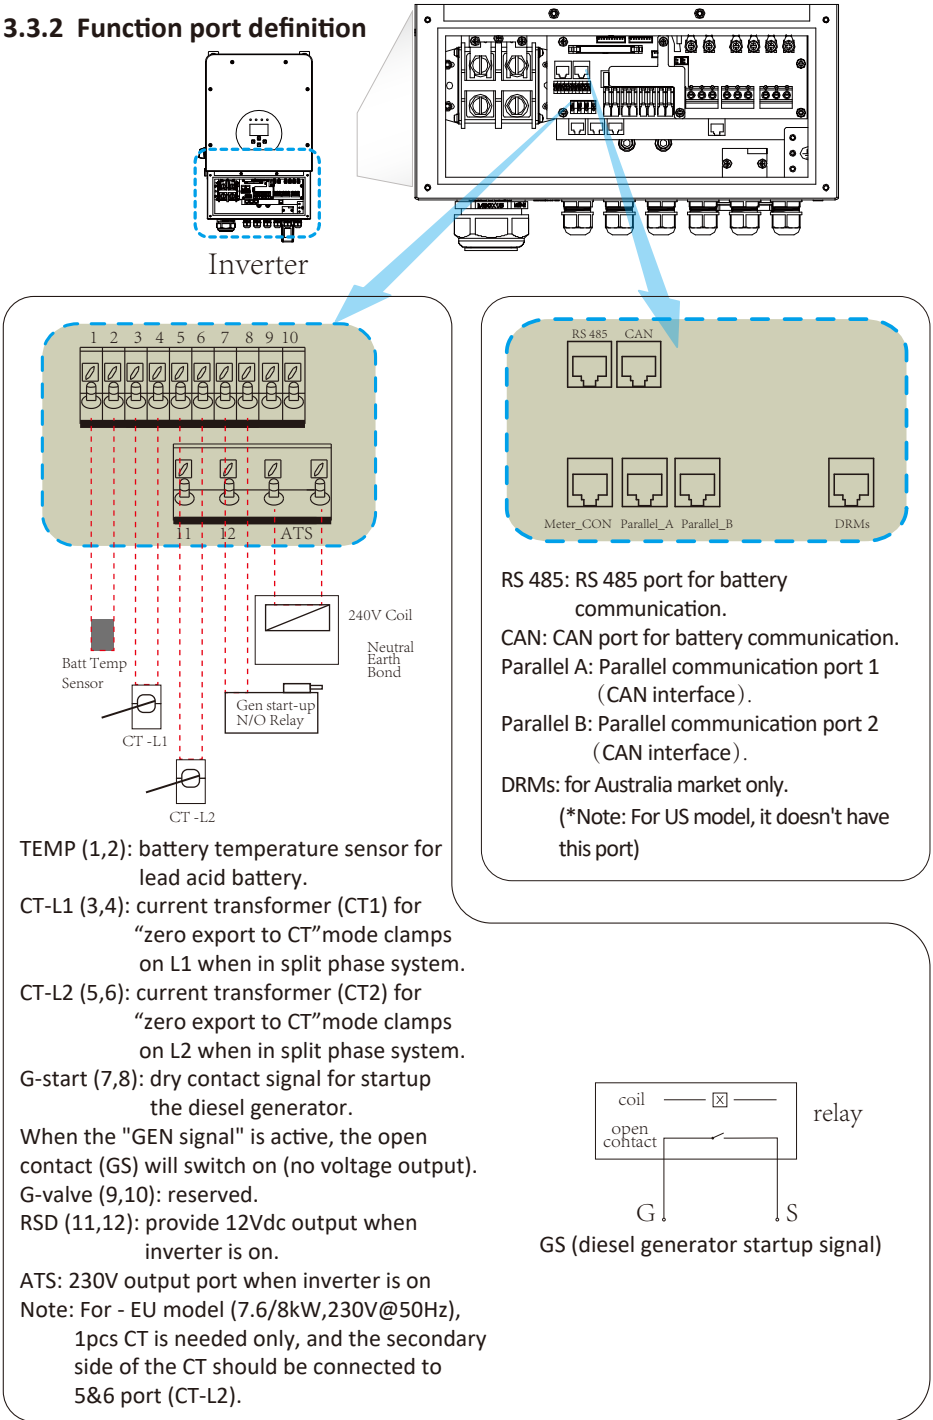 3.3.2 Function port definition
Inverter
1 2 3 4 5 6 7 8 9 10
11 12 ATS
240V Coil
Neutral
Earth
Bond
Batt Temp
Sensor
Gen start-up
N/O Relay
CT -L1
CT -L2
RS 485 CAN
Meter_CON Parallel_A Parallel_B DRMs
RS 485: RS 485 port for battery
communication.
CAN: CAN port for battery communication.
Parallel A: Parallel communication port 1
（CAN interface）.
Parallel B: Parallel communication port 2
（CAN interface）.
DRMs: for Australia market only.
(*Note: For US model, it doesn't have
this port)
TEMP (1,2): battery temperature sensor for
lead acid battery.
CT-L1 (3,4): current transformer (CT1) for
“zero export to CT”mode clamps
on L1 when in split phase system.
CT-L2 (5,6): current transformer (CT2) for
“zero export to CT”mode clamps
on L2 when in split phase system.
G-start (7,8): dry contact signal for startup
the diesel generator.
When the "GEN signal" is active, the open
contact (GS) will switch on (no voltage output).
G-valve (9,10): reserved.
RSD (11,12): provide 12Vdc output when
inverter is on.
ATS: 230V output port when inverter is on
Note: For - EU model (7.6/8kW,230V@50Hz),
1pcs CT is needed only, and the secondary
side of the CT should be connected to
5&6 port (CT-L2).
coil
open
contact
relay
G S
GS (diesel generator startup signal)